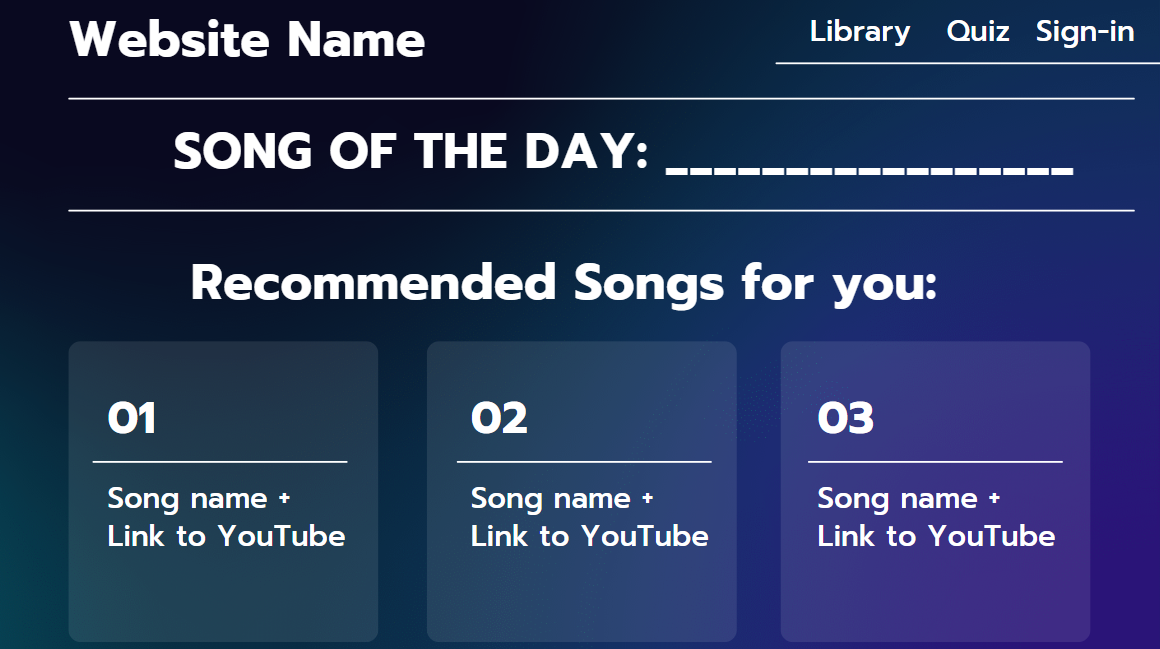 Website Name
Library Quiz Sign-in
SONG OF THE DAY: _________________
Recommended Songs for you:
01
Song name +
Link to YouTube
02
Song name +
Link to YouTube
03
Song name +
Link to YouTube